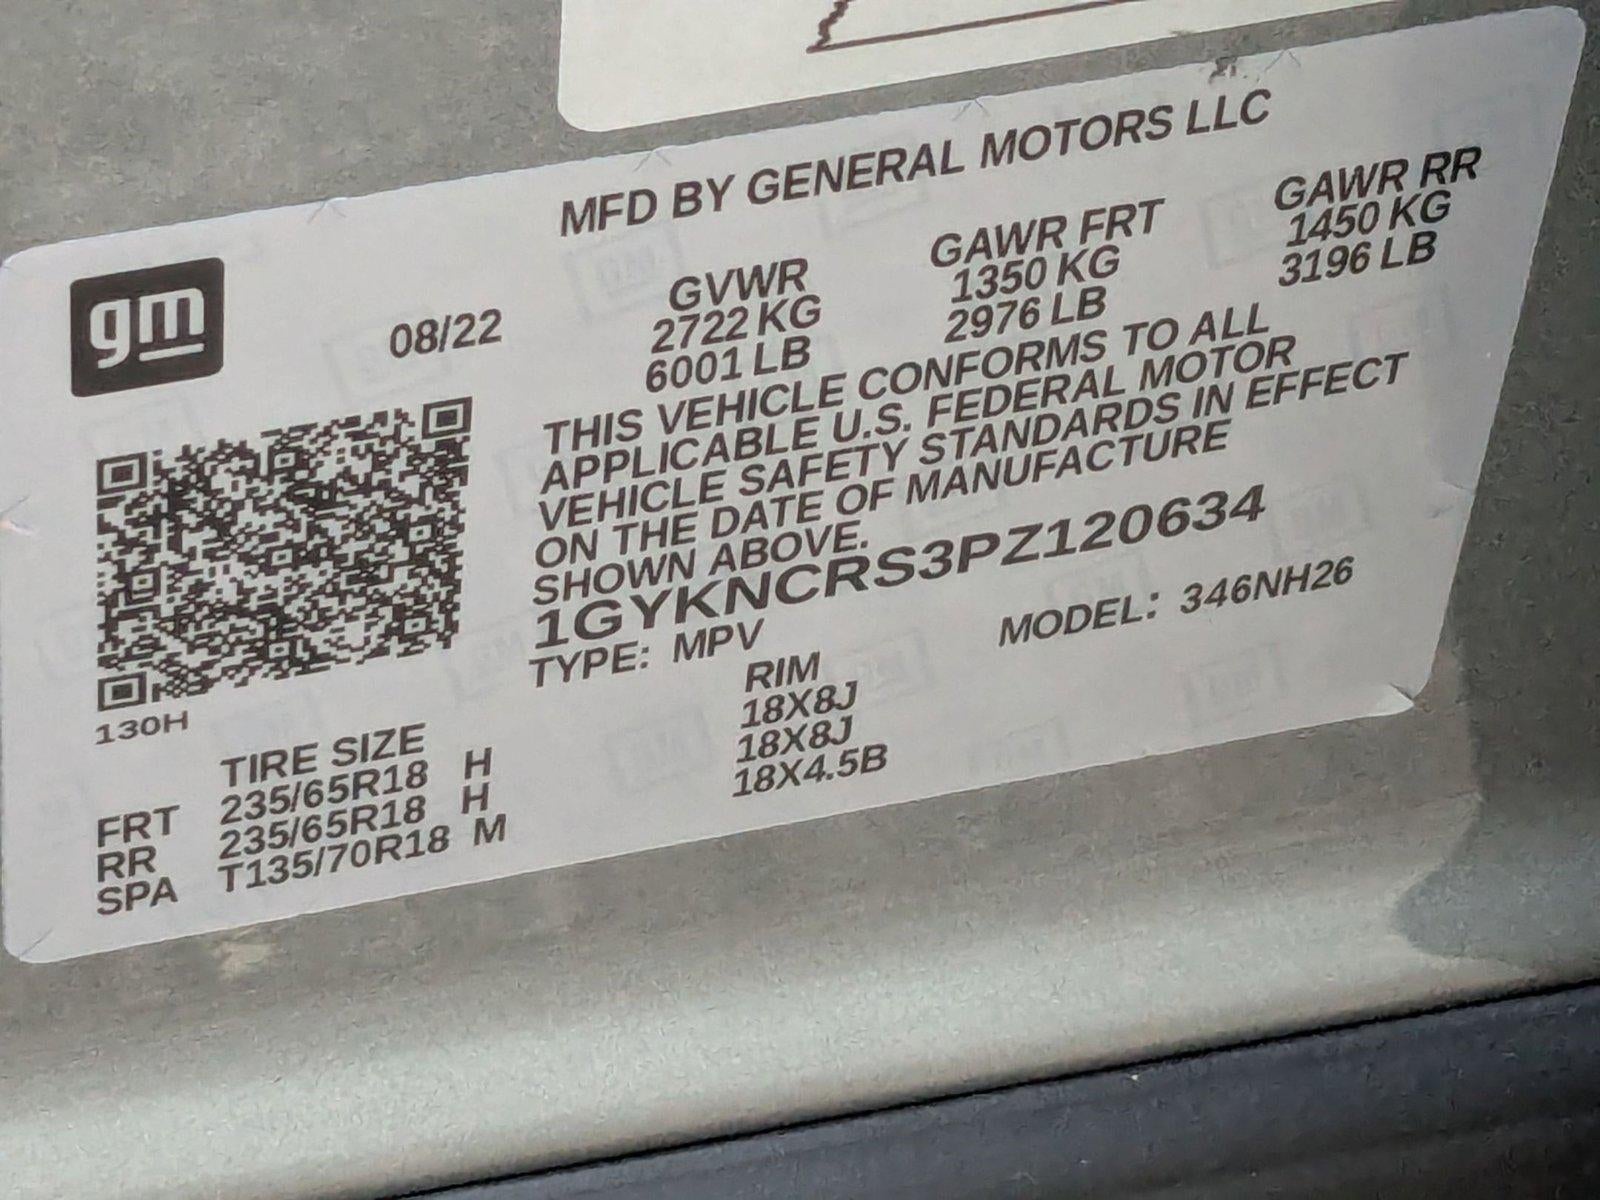 MFD BY GENERAL MOTORS LLC
gm
08/22
GVWR
2722 KG
6001 LB
GAWR FRT
1350 KG
2976 LB
GAWR RR
1450 KG
3196 LB
THIS VEHICLE CONFORMS TO ALL
APPLICABLE U.S. FEDERAL MOTOR
VEHICLE SAFETY STANDARDS IN EFFECT
ON THE DATE OF MANUFACTURE
SHOWN ABOVE.
1GYKNCRS3PZ120634
TYPE: MPV
MODEL: 346NH26
130H
TIRE SIZE RIM
FRT 235/65R18 H 18X8J
RR 235/65R18 H 18X8J
SPA T135/70R18 M 18X4.5B